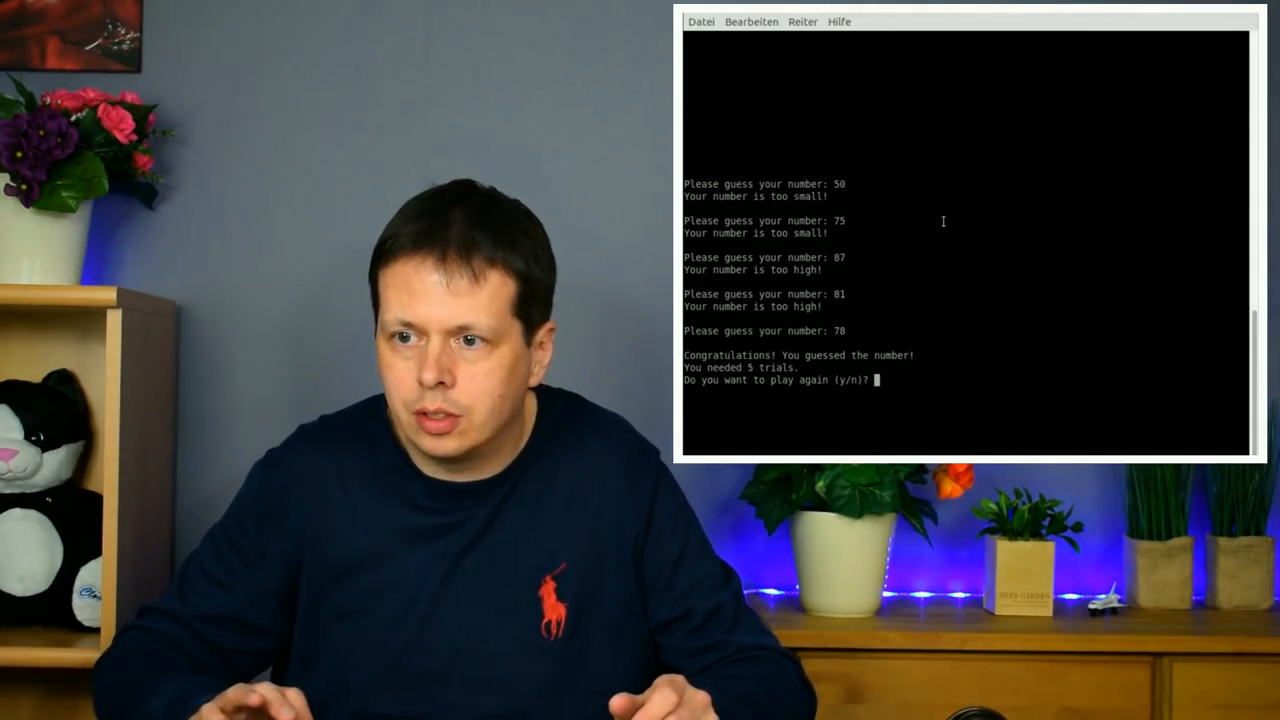 Datei Bearbeiten Reiter Hilfe
Please guess your number: 50
Your number is too small!
Please guess your number: 75
Your number is too small!
Please guess your number: 87
Your number is too high!
Please guess your number: 81
Your number is too high!
Please guess your number: 78
Congratulations! You guessed the number!
You needed 5 trials.
Do you want to play again (y/n)?
HERB GARDEN